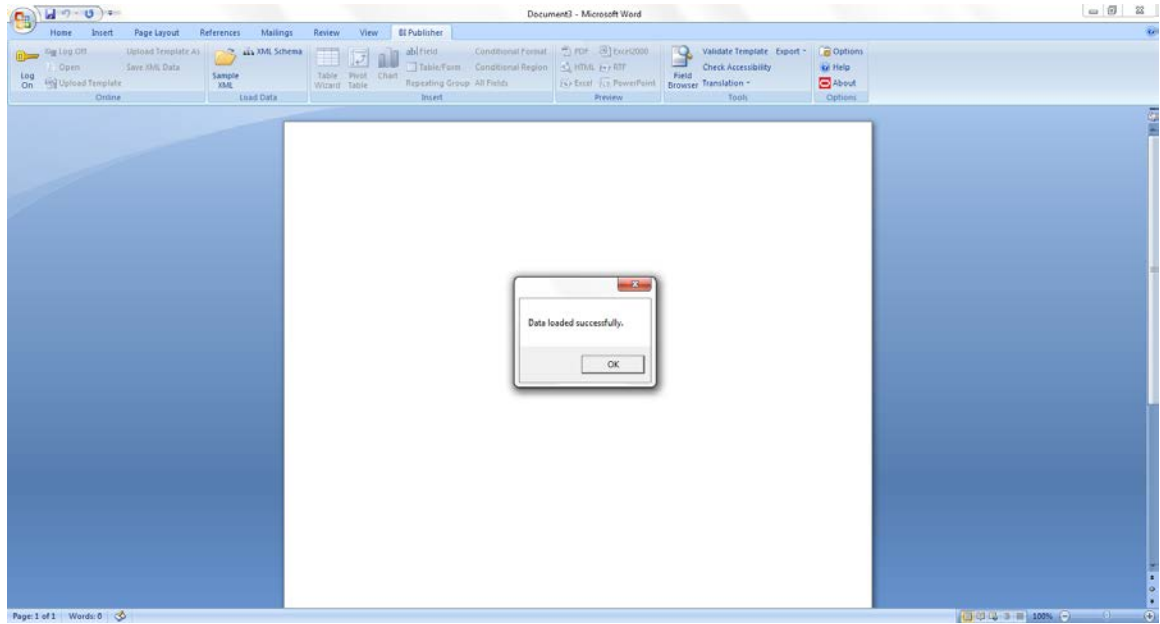 Document3 - Microsoft Word
Home Insert Page Layout References Mailings Review View BI Publisher
Log On
Log Off
Open
Upload Template
Upload Template As
Save XML Data
Online
Sample XML
XML Schema
Load Data
Table Wizard
Pivot Table
Chart
Field
Table/Form
Repeating Group
Conditional Format
Conditional Region
All Fields
Insert
PDF
HTML
Excel
Excel2000
RTF
PowerPoint
Preview
Field Browser
Validate Template
Check Accessibility
Translation
Export
Tools
Options
Help
About
Options
Data loaded successfully.
OK
Page: 1 of 1 Words: 0
100%